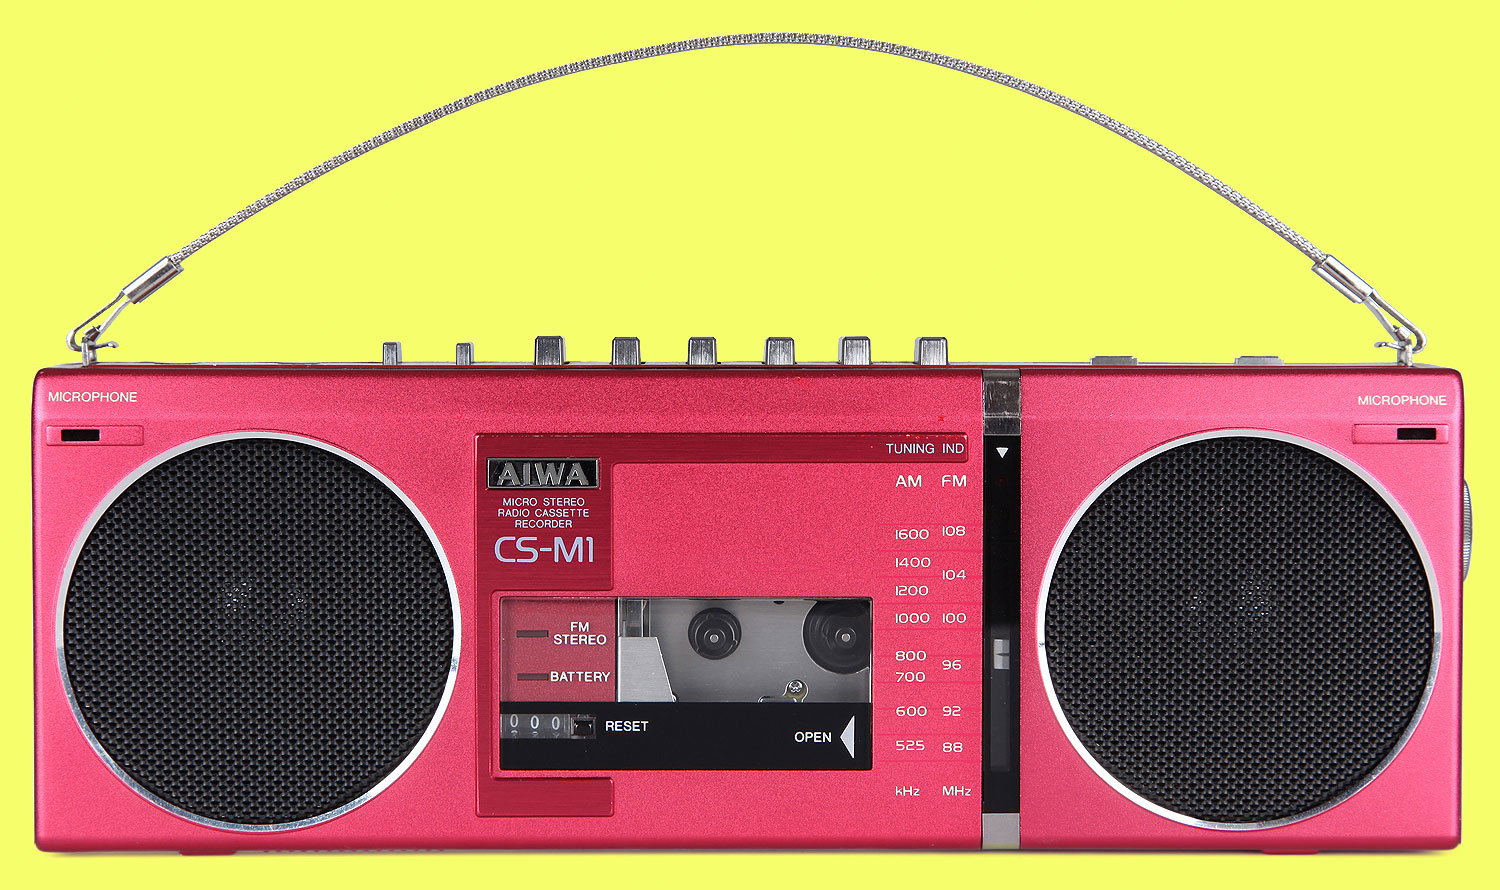 MICROPHONE
MICROPHONE
TUNING IND
AIWA
MICRO STEREO
RADIO CASSETTE
RECORDER
CS-M1
AM FM
1600 108
1400
104
1200
1000 100
800
96
700
600 92
525 88
kHz MHz
FM
STEREO
BATTERY
000 RESET
OPEN